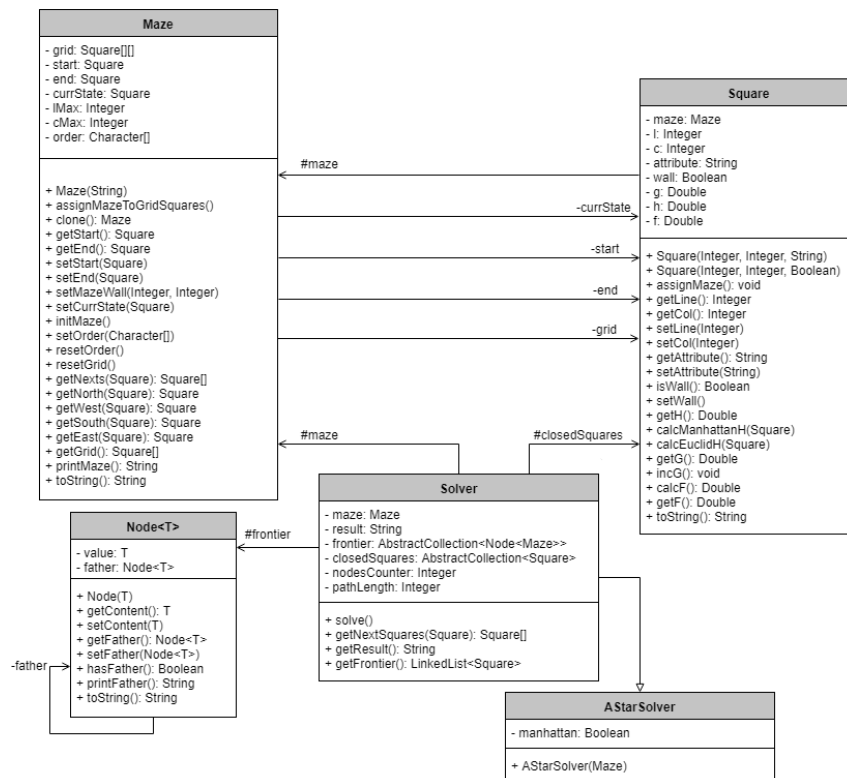 Maze
- grid: Square[][]
- start: Square
- end: Square
- currState: Square
- lMax: Integer
- cMax: Integer
- order: Character[]
+ Maze(String)
+ assignMazeToGridSquares()
+ clone(): Maze
+ getStart(): Square
+ getEnd(): Square
+ setStart(Square)
+ setEnd(Square)
+ setMazeWall(Integer, Integer)
+ setCurrState(Square)
+ initMaze()
+ setOrder(Character[])
+ resetOrder()
+ resetGrid()
+ getNexts(Square): Square[]
+ getNorth(Square): Square
+ getWest(Square): Square
+ getSouth(Square): Square
+ getEast(Square): Square
+ getGrid(): Square[]
+ printMaze(): String
+ toString(): String
#maze
-currState
-start
-end
-grid
#maze
#closedSquares
Square
- maze: Maze
- l: Integer
- c: Integer
- attribute: String
- wall: Boolean
- g: Double
- h: Double
- f: Double
+ Square(Integer, Integer, String)
+ Square(Integer, Integer, Boolean)
+ assignMaze(): void
+ getLine(): Integer
+ getCol(): Integer
+ setLine(Integer)
+ setCol(Integer)
+ getAttribute(): String
+ setAttribute(String)
+ isWall(): Boolean
+ setWall()
+ getH(): Double
+ calcManhattanH(Square)
+ calcEuclidH(Square)
+ getG(): Double
+ incG(): void
+ calcF(): Double
+ getF(): Double
+ toString(): String
Solver
- maze: Maze
- result: String
- frontier: AbstractCollection<Node<Maze>>
- closedSquares: AbstractCollection<Square>
- nodesCounter: Integer
- pathLength: Integer
+ solve()
+ getNextSquares(Square): Square[]
+ getResult(): String
+ getFrontier(): LinkedList<Square>
#frontier
Node<T>
- value: T
- father: Node<T>
+ Node(T)
+ getContent(): T
+ setContent(T)
+ getFather(): Node<T>
+ setFather(Node<T>)
+ hasFather(): Boolean
+ printFather(): String
+ toString(): String
-father
AStarSolver
- manhattan: Boolean
+ AStarSolver(Maze)